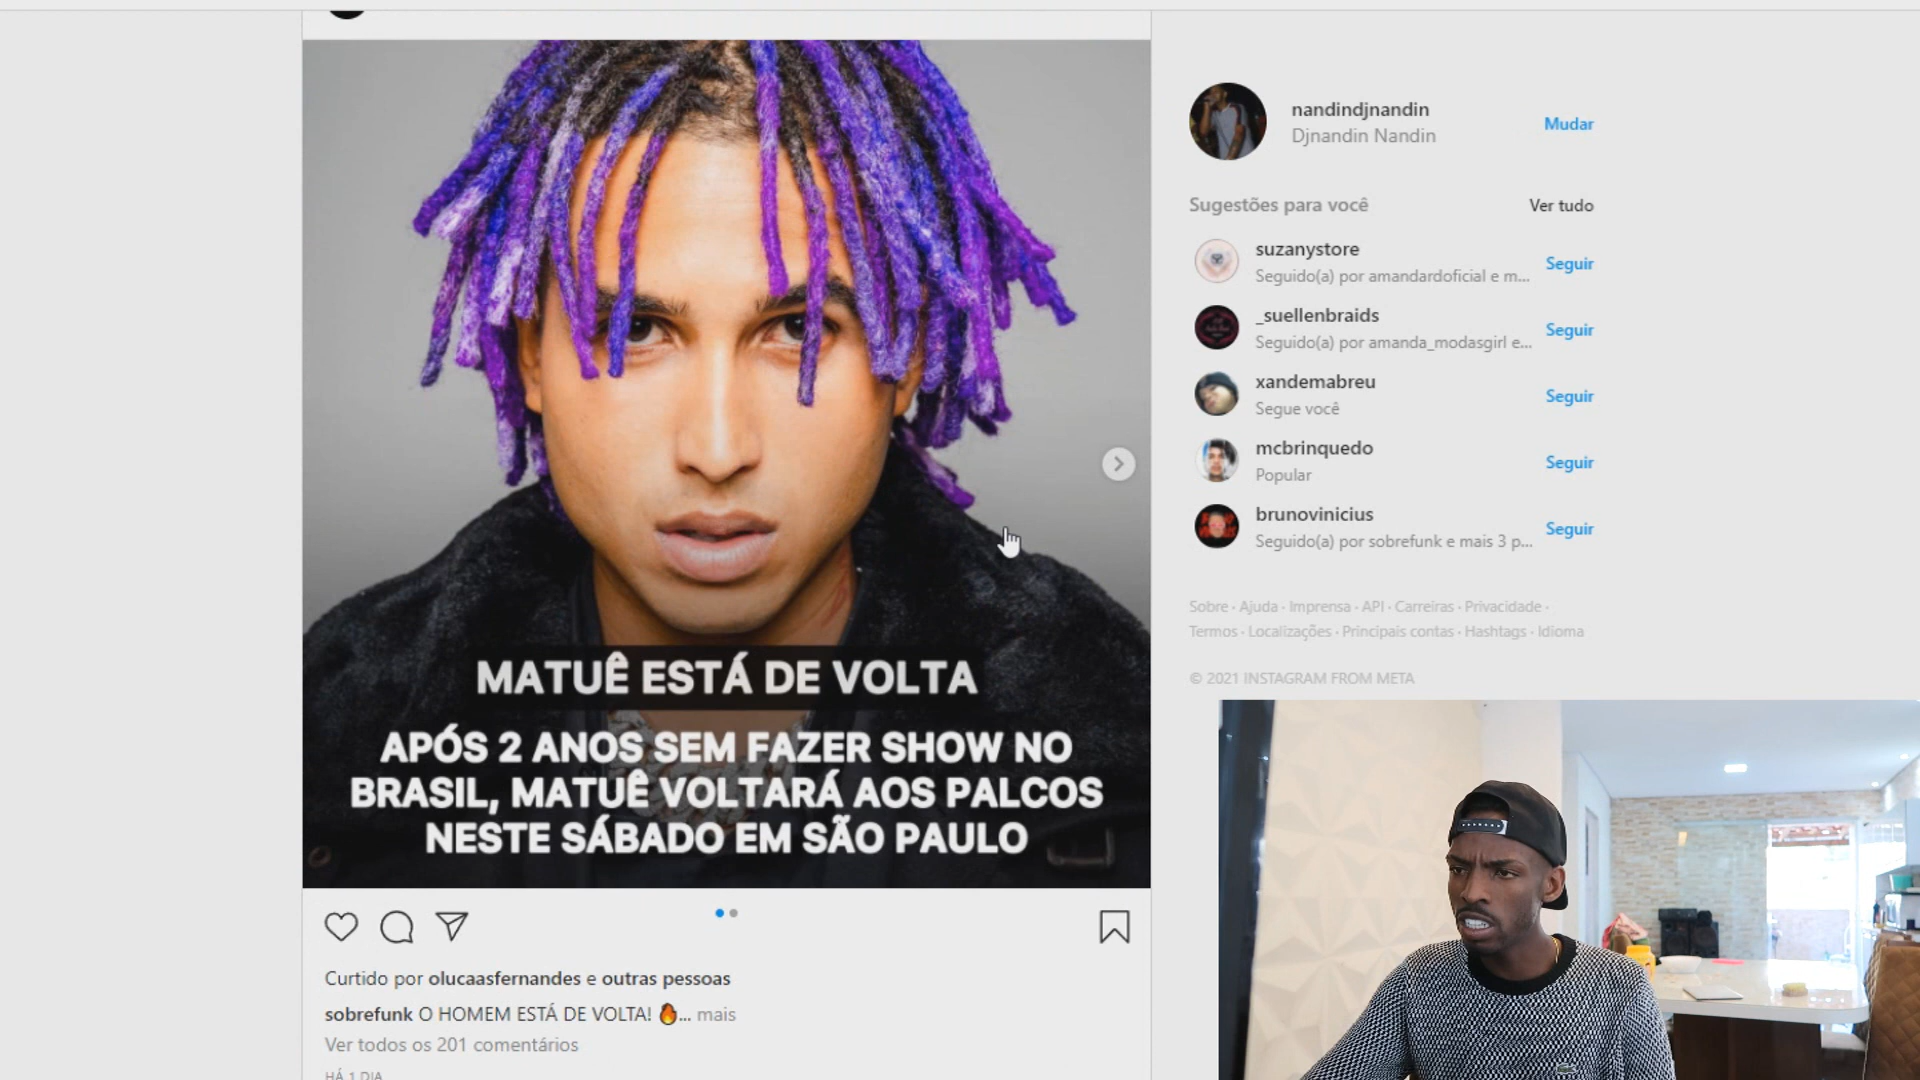 MATUÊ ESTÁ DE VOLTA
APÓS 2 ANOS SEM FAZER SHOW NO
BRASIL, MATUÊ VOLTARÁ AOS PALCOS
NESTE SÁBADO EM SÃO PAULO
Curtido por olucaasfernandes e outras pessoas
sobrefunk O HOMEM ESTÁ DE VOLTA! 🔥... mais
Ver todos os 201 comentários
HÁ 1 DIA
nandindjnandin
Djnandin Nandin
Mudar
Sugestões para você
Ver tudo
suzanystore
Seguido(a) por amandardoficial e m...
Seguir
_suellenbraids
Seguido(a) por amanda_modasgirl e...
Seguir
xandemabreu
Segue você
Seguir
mcbrinquedo
Popular
Seguir
brunovinicius
Seguido(a) por sobrefunk e mais 3 p...
Seguir
Sobre · Ajuda · Imprensa · API · Carreiras · Privacidade ·
Termos · Localizações · Principais contas · Hashtags · Idioma
© 2021 INSTAGRAM FROM META